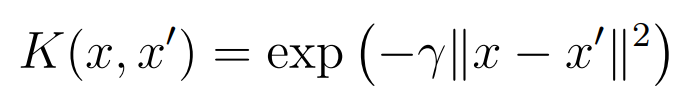 K(x, x′) = exp (−γ‖x − x′‖²)